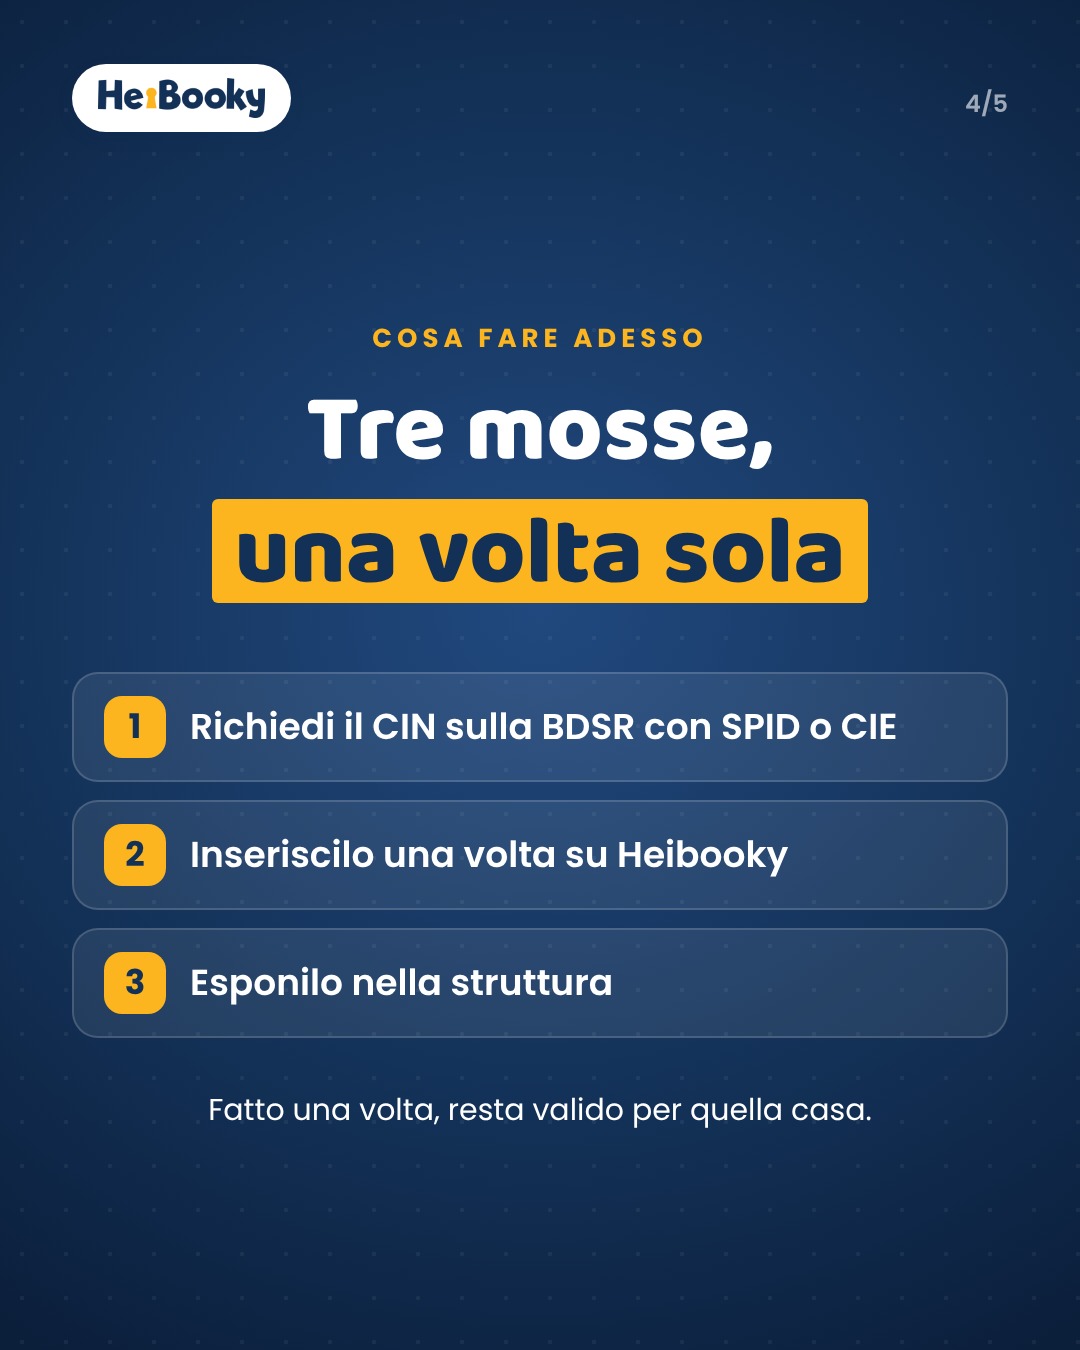 HeiBooky
4/5
COSA FARE ADESSO
Tre mosse,
una volta sola
1 Richiedi il CIN sulla BDSR con SPID o CIE
2 Inseriscilo una volta su Heibooky
3 Esponilo nella struttura
Fatto una volta, resta valido per quella casa.